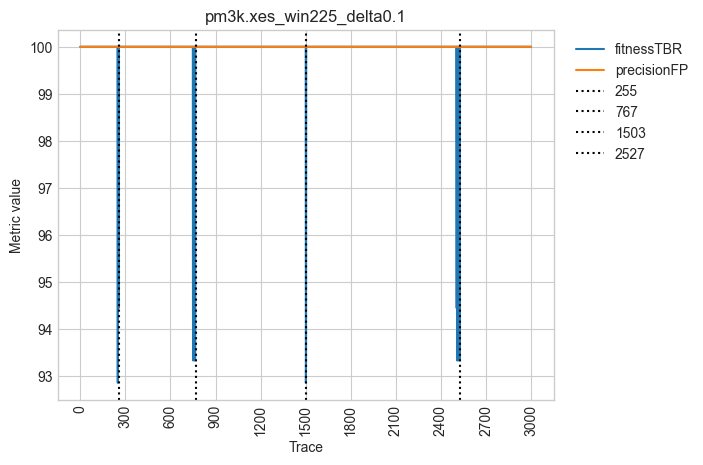 pm3k.xes_win225_delta0.1
fitnessTBR
precisionFP
255
767
1503
2527
Metric value
100
99
98
97
96
95
94
93
0 300 600 900 1200 1500 1800 2100 2400 2700 3000
Trace